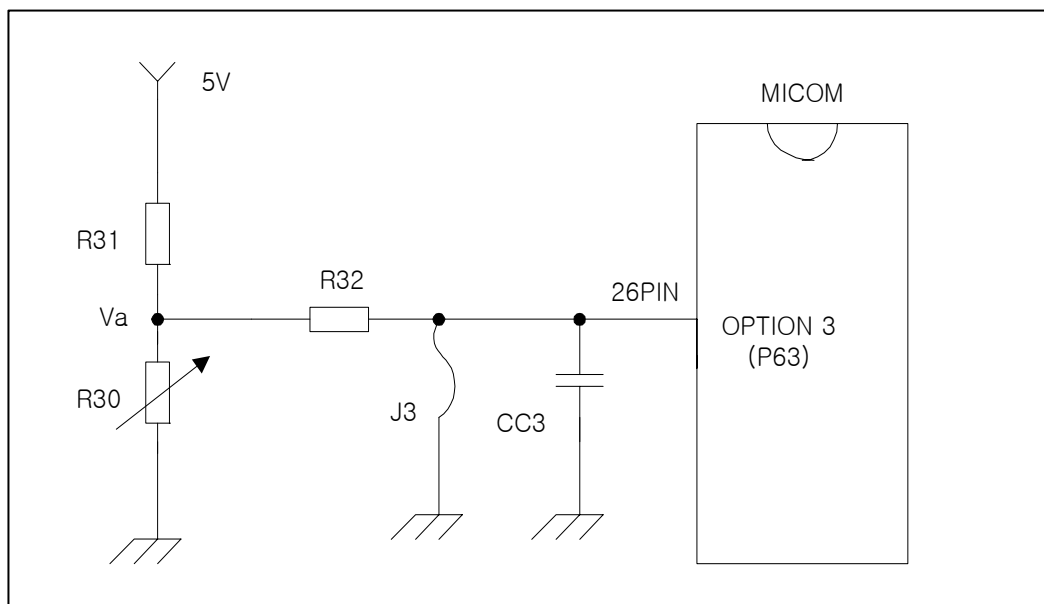 5V
MICOM
R31
R32
26PIN
Va
OPTION 3
(P63)
R30
J3
CC3